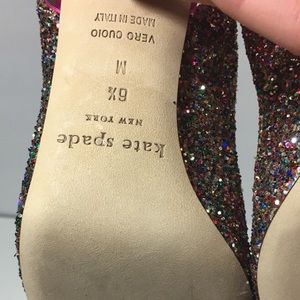 kate spade
NEW YORK
6½
M
VERO CUOIO
MADE IN ITALY